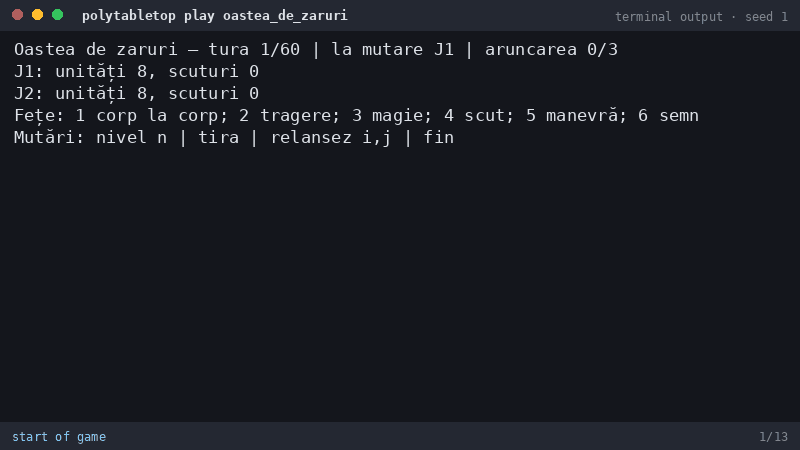 polytabletop play oastea_de_zaruri
terminal output · seed 1
Oastea de zaruri — tura 1/60 | la mutare J1 | aruncarea 0/3
J1: unități 8, scuturi 0
J2: unități 8, scuturi 0
Fețe: 1 corp la corp; 2 tragere; 3 magie; 4 scut; 5 manevră; 6 semn
Mutări: nivel n | tira | relansez i,j | fin
start of game
1/13